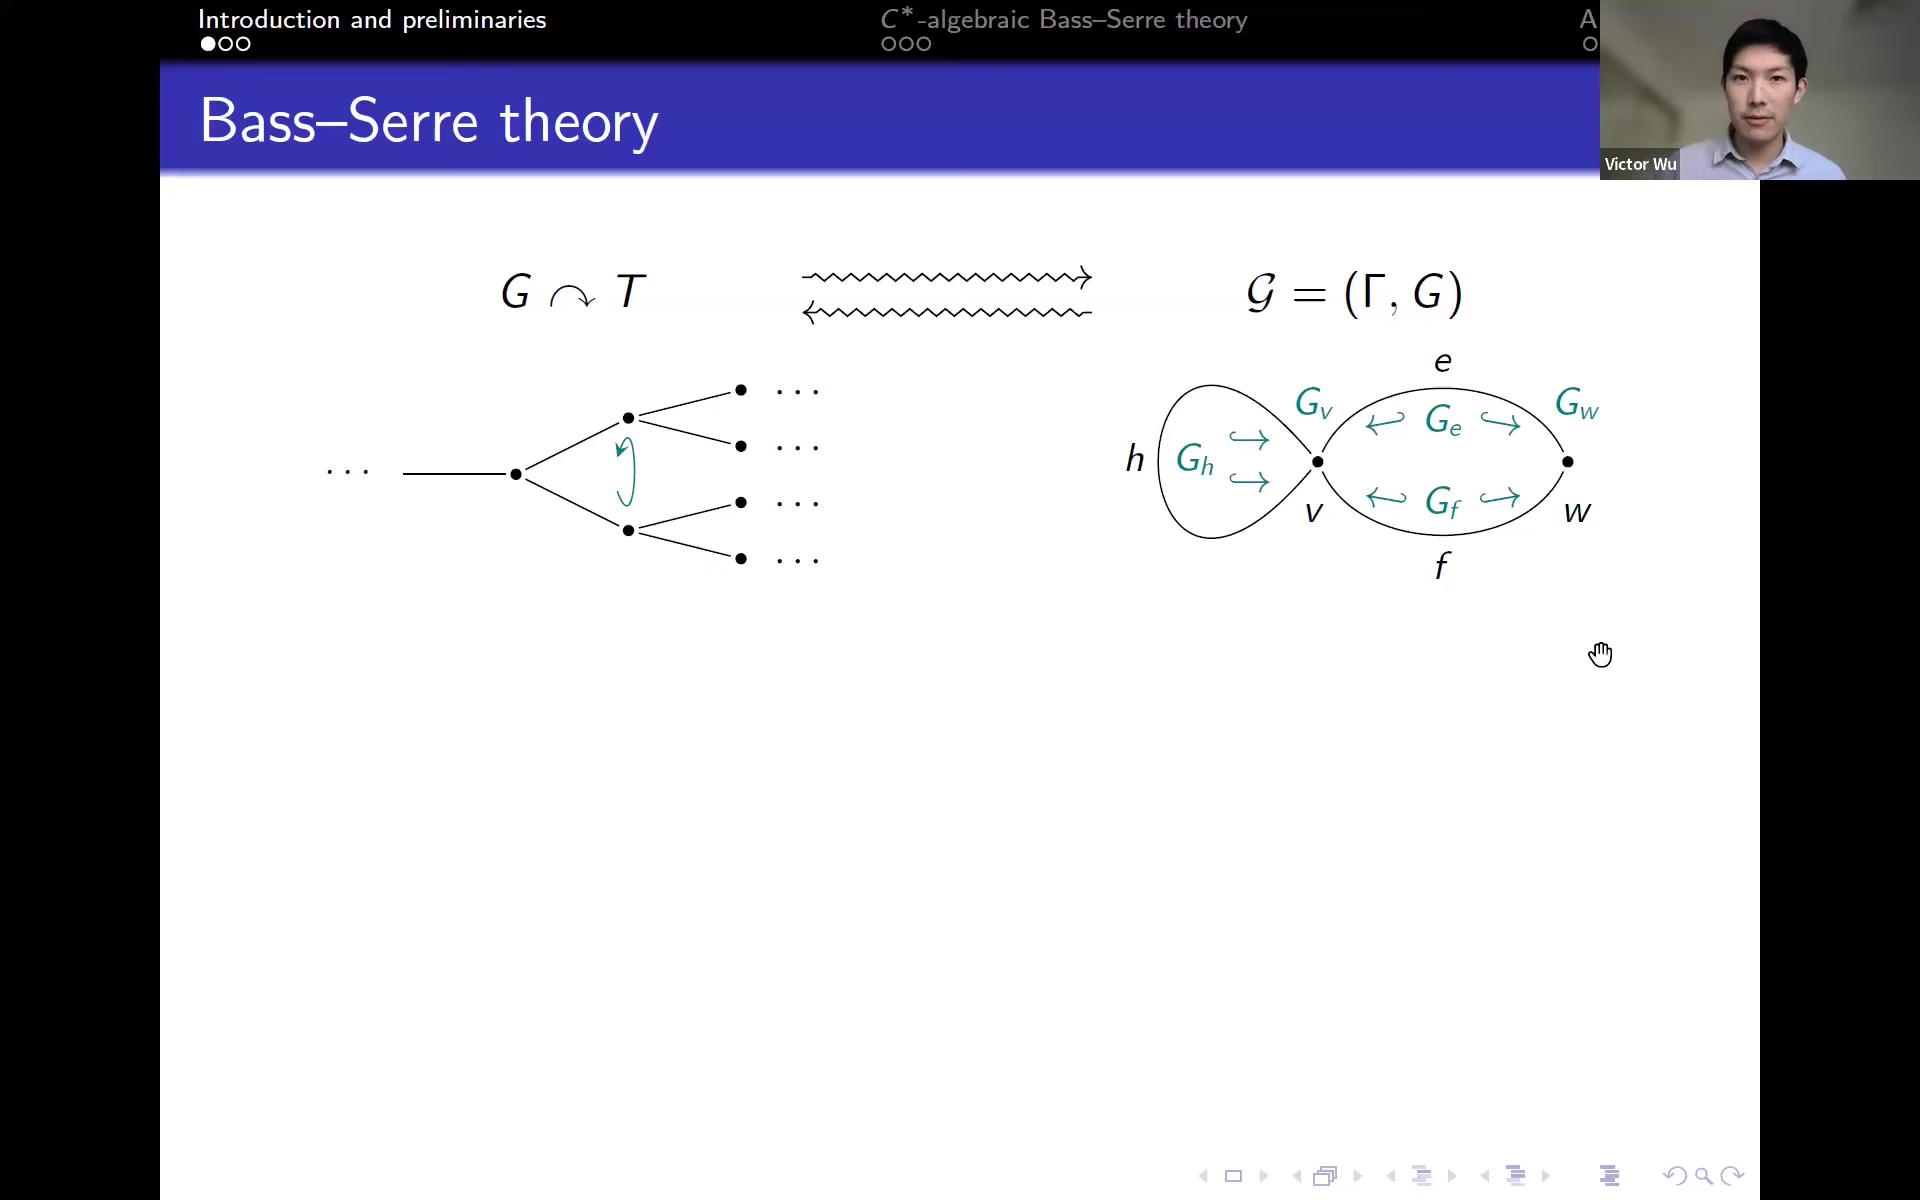 Introduction and preliminaries
C*-algebraic Bass–Serre theory
A
Bass–Serre theory
Victor Wu
G ↷ T
𝒢 = (Γ, G)
e
G_v
G_e
G_w
h
G_h
G_f
v
w
f